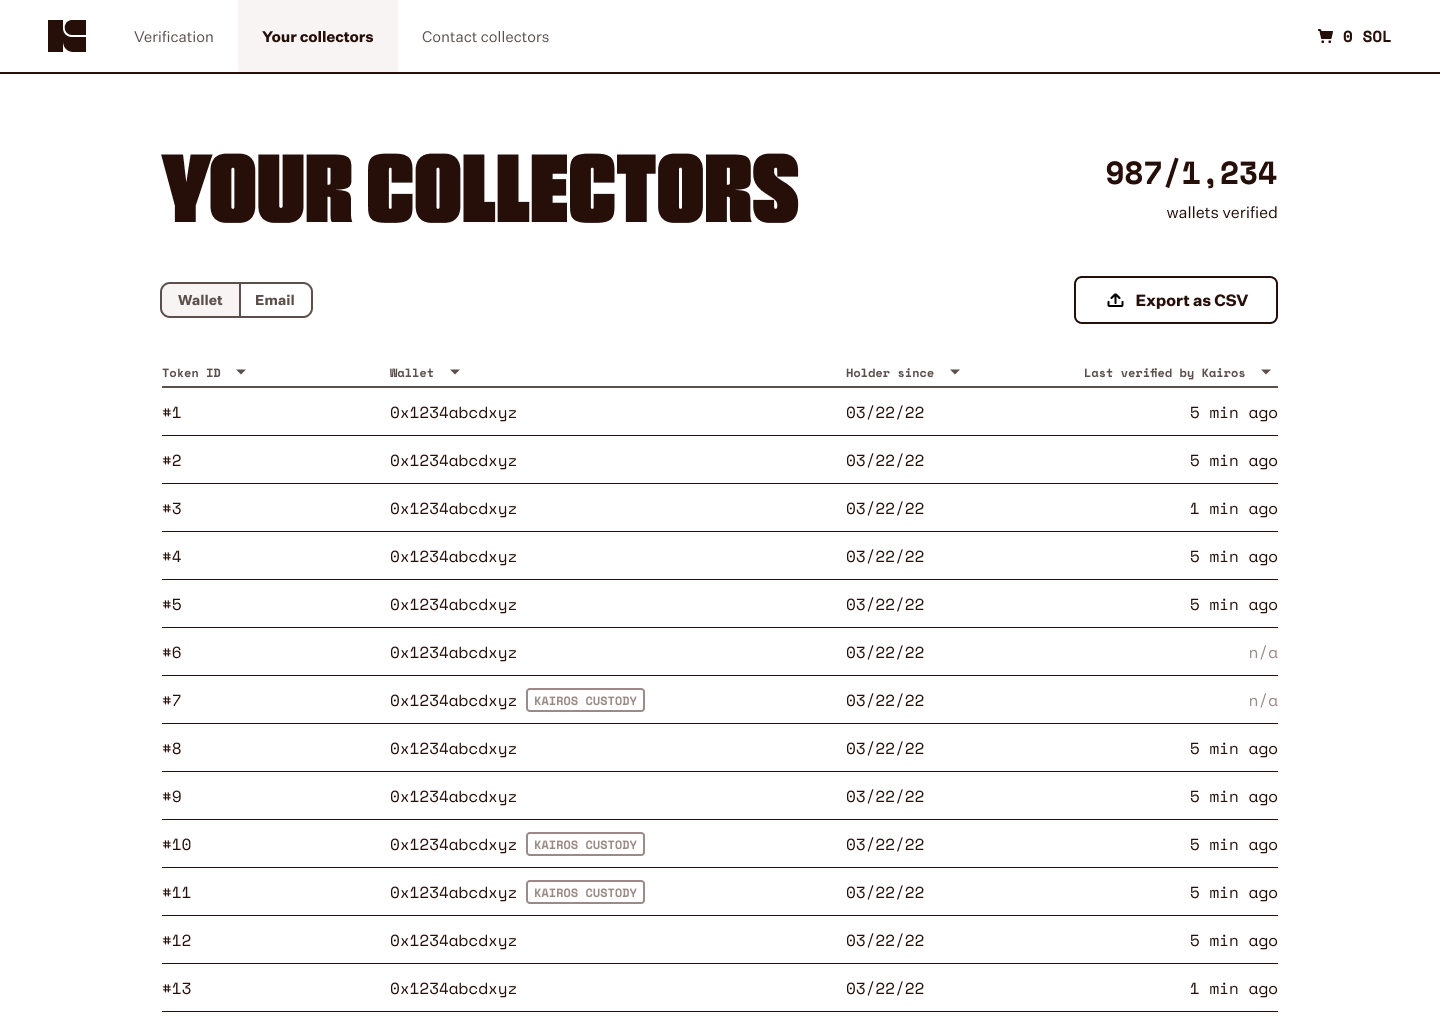 Verification Your collectors Contact collectors 0 SOL
YOUR COLLECTORS
987/1,234
wallets verified
Wallet Email Export as CSV
Token ID Wallet Holder since Last verified by Kairos
#1 0x1234abcdxyz 03/22/22 5 min ago
#2 0x1234abcdxyz 03/22/22 5 min ago
#3 0x1234abcdxyz 03/22/22 1 min ago
#4 0x1234abcdxyz 03/22/22 5 min ago
#5 0x1234abcdxyz 03/22/22 5 min ago
#6 0x1234abcdxyz 03/22/22 n/a
#7 0x1234abcdxyz KAIROS CUSTODY 03/22/22 n/a
#8 0x1234abcdxyz 03/22/22 5 min ago
#9 0x1234abcdxyz 03/22/22 5 min ago
#10 0x1234abcdxyz KAIROS CUSTODY 03/22/22 5 min ago
#11 0x1234abcdxyz KAIROS CUSTODY 03/22/22 5 min ago
#12 0x1234abcdxyz 03/22/22 5 min ago
#13 0x1234abcdxyz 03/22/22 1 min ago